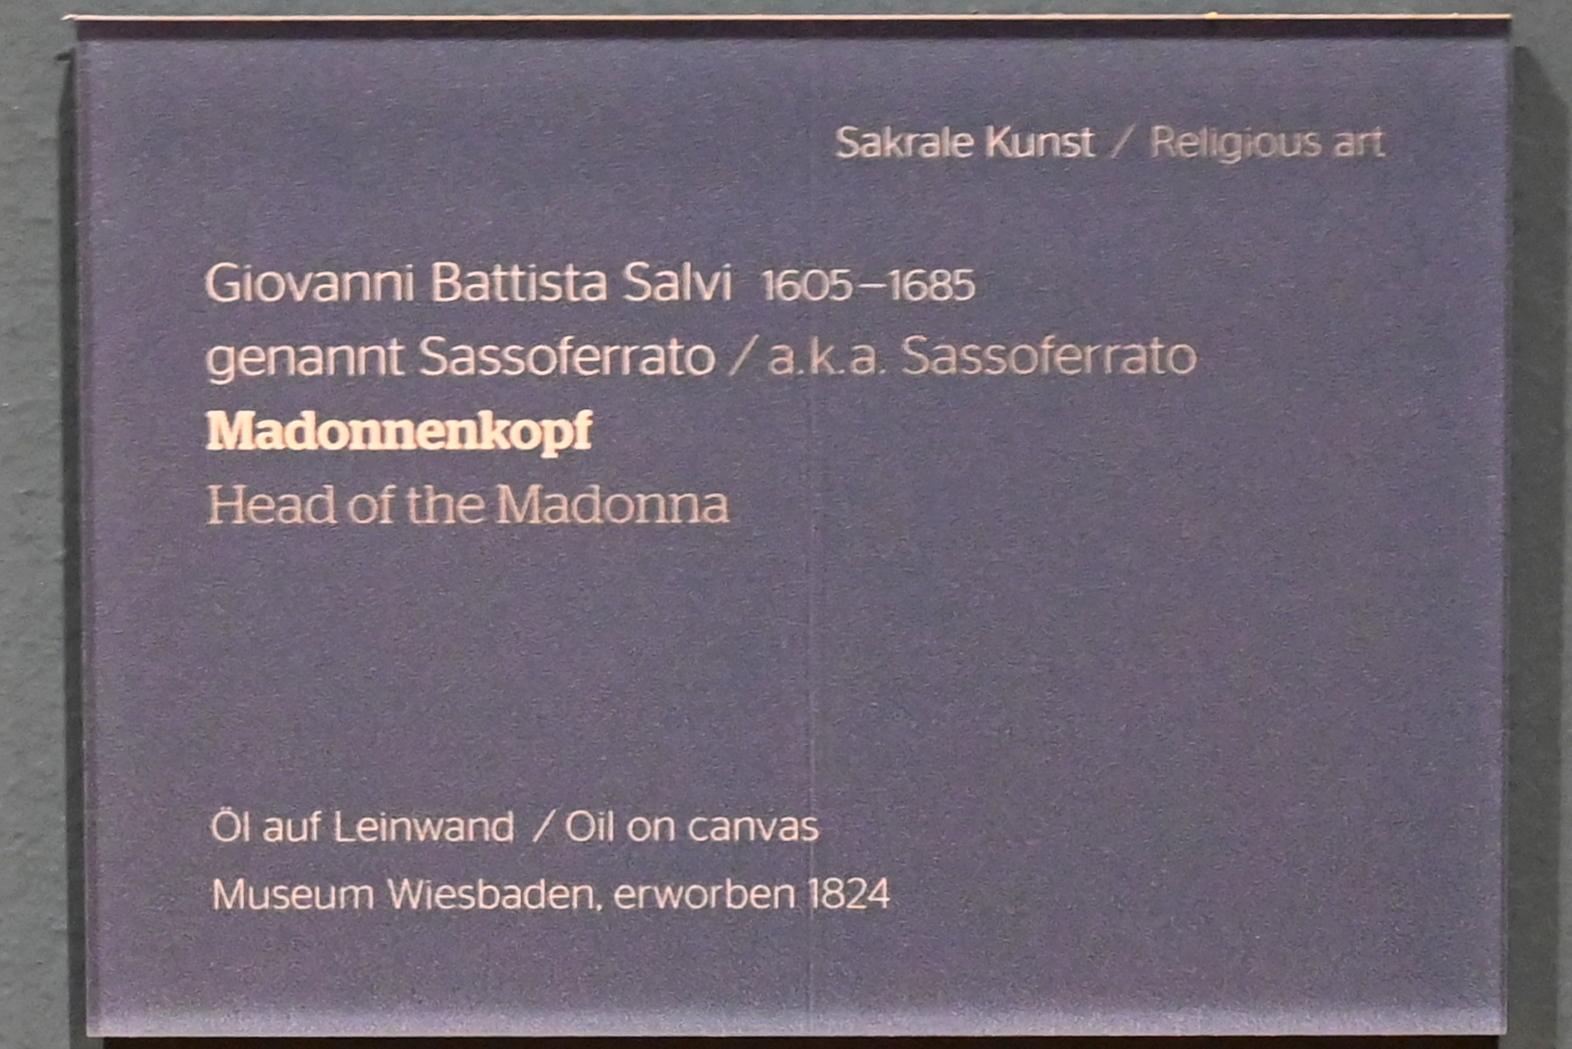 Sakrale Kunst / Religious art
Giovanni Battista Salvi 1605–1685
genannt Sassoferrato / a.k.a. Sassoferrato
Madonnenkopf
Head of the Madonna
Öl auf Leinwand / Oil on canvas
Museum Wiesbaden, erworben 1824